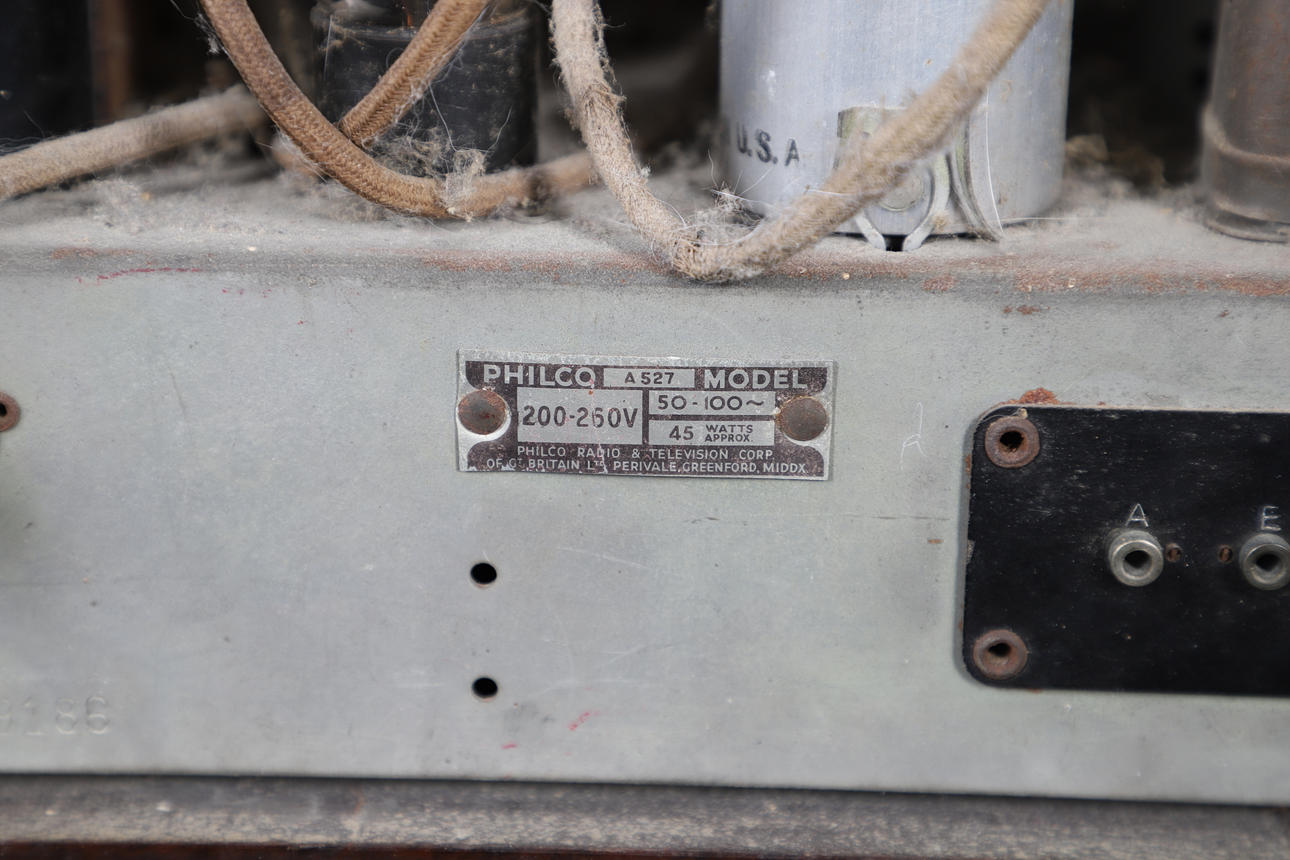 U.S.A
PHILCO A527 MODEL
200-260V
50-100~
45 WATTS APPROX.
PHILCO RADIO & TELEVISION CORP.
OF GT BRITAIN LTD PERIVALE, GREENFORD, MIDDX.
A E
186